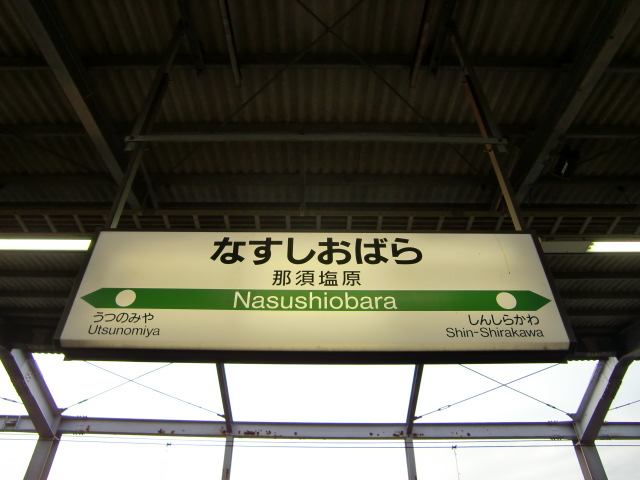 なすしおばら
那須塩原
Nasushiobara
うつのみや
Utsunomiya
しんしらかわ
Shin-Shirakawa